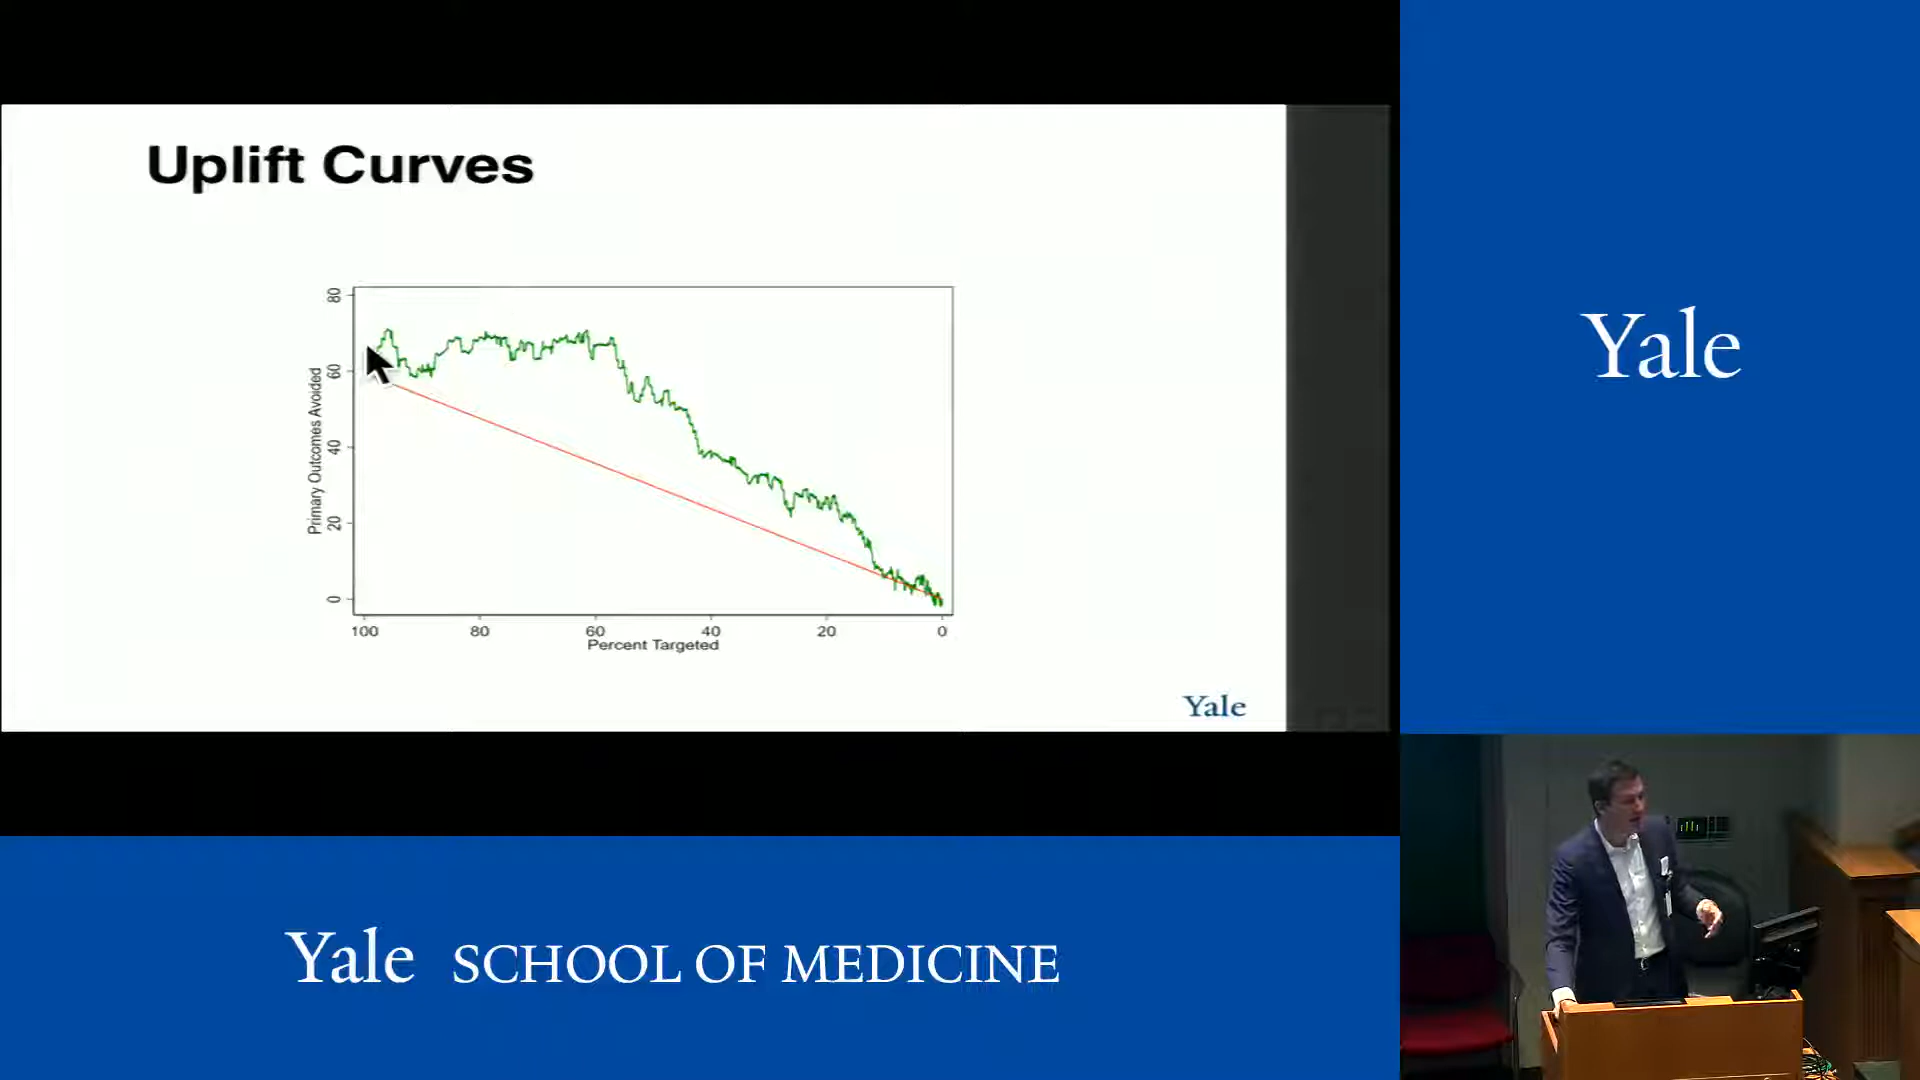 Uplift Curves
80
60
40
20
0
Primary Outcomes Avoided
100 80 60 40 20 0
Percent Targeted
Yale
Yale
Yale SCHOOL OF MEDICINE